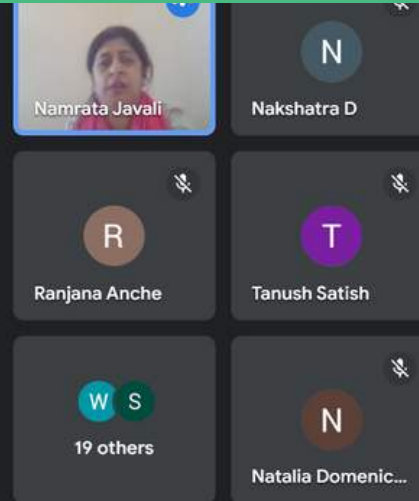 N
Namrata Javali
Nakshatra D
R
T
Ranjana Anche
Tanush Satish
W S
N
19 others
Natalia Domenic...